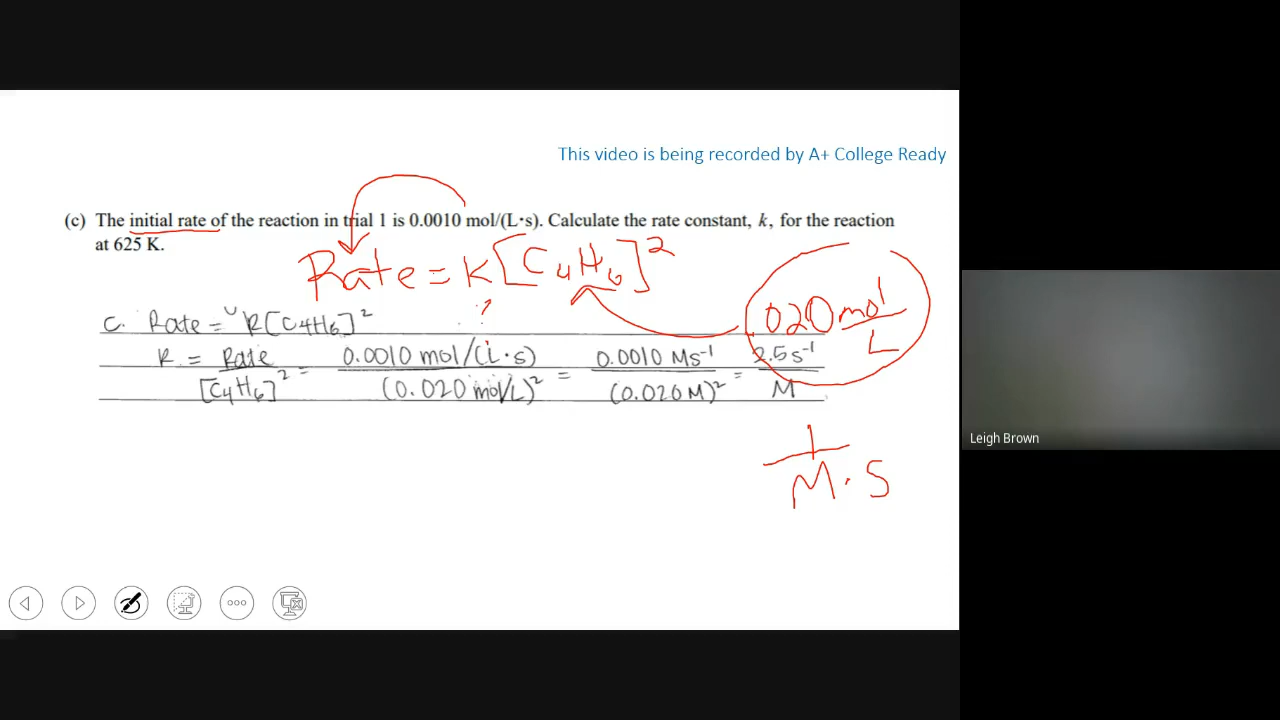 This video is being recorded by A+ College Ready
(c) The initial rate of the reaction in trial 1 is 0.0010 mol/(L·s). Calculate the rate constant, k, for the reaction
at 625 K.
Rate = K[C4H6]²
?
.020 mol/L
c. Rate = K[C4H6]²
K = Rate/[C4H6]² = 0.0010 mol/(L·s)/(0.020 mol/L)² = 0.0010 Ms⁻¹/(0.020M)² = 2.5 s⁻¹/M
1/M·S
Leigh Brown